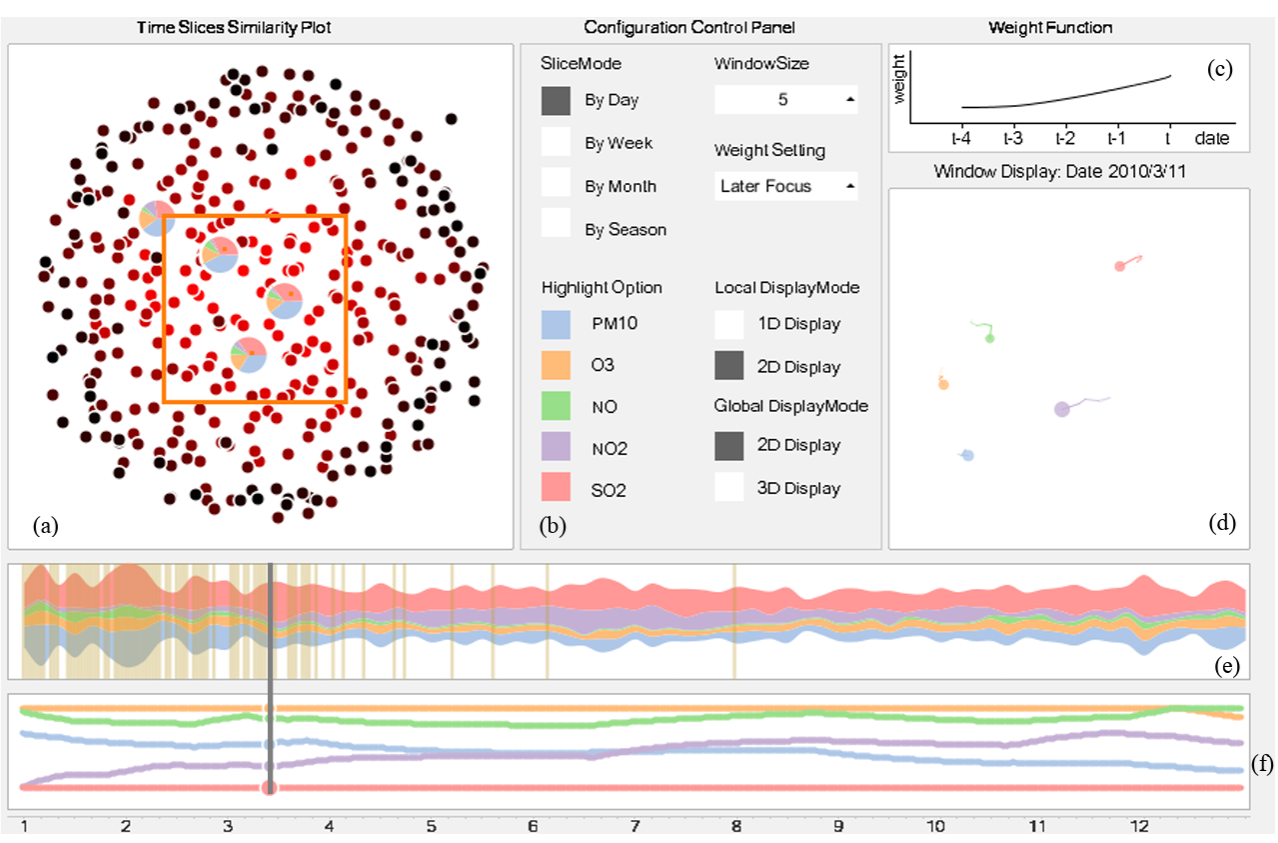 Time Slices Similarity Plot
(a)
Configuration Control Panel
SliceMode
By Day
By Week
By Month
By Season
WindowSize
5
Weight Setting
Later Focus
Highlight Option
PM10
O3
NO
NO2
SO2
Local DisplayMode
1D Display
2D Display
Global DisplayMode
2D Display
3D Display
(b)
Weight Function
weight
(c)
t-4 t-3 t-2 t-1 t date
Window Display: Date 2010/3/11
(d)
(e)
(f)
1 2 3 4 5 6 7 8 9 10 11 12